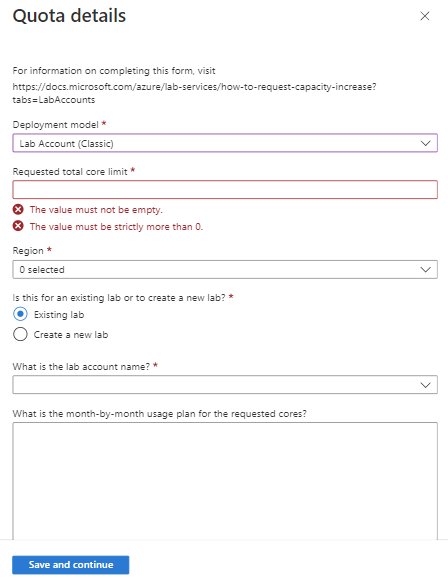 Quota details
For information on completing this form, visit
https://docs.microsoft.com/azure/lab-services/how-to-request-capacity-increase?
tabs=LabAccounts
Deployment model *
Lab Account (Classic)
Requested total core limit *
The value must not be empty.
The value must be strictly more than 0.
Region *
0 selected
Is this for an existing lab or to create a new lab? *
Existing lab
Create a new lab
What is the lab account name? *
What is the month-by-month usage plan for the requested cores?
Save and continue